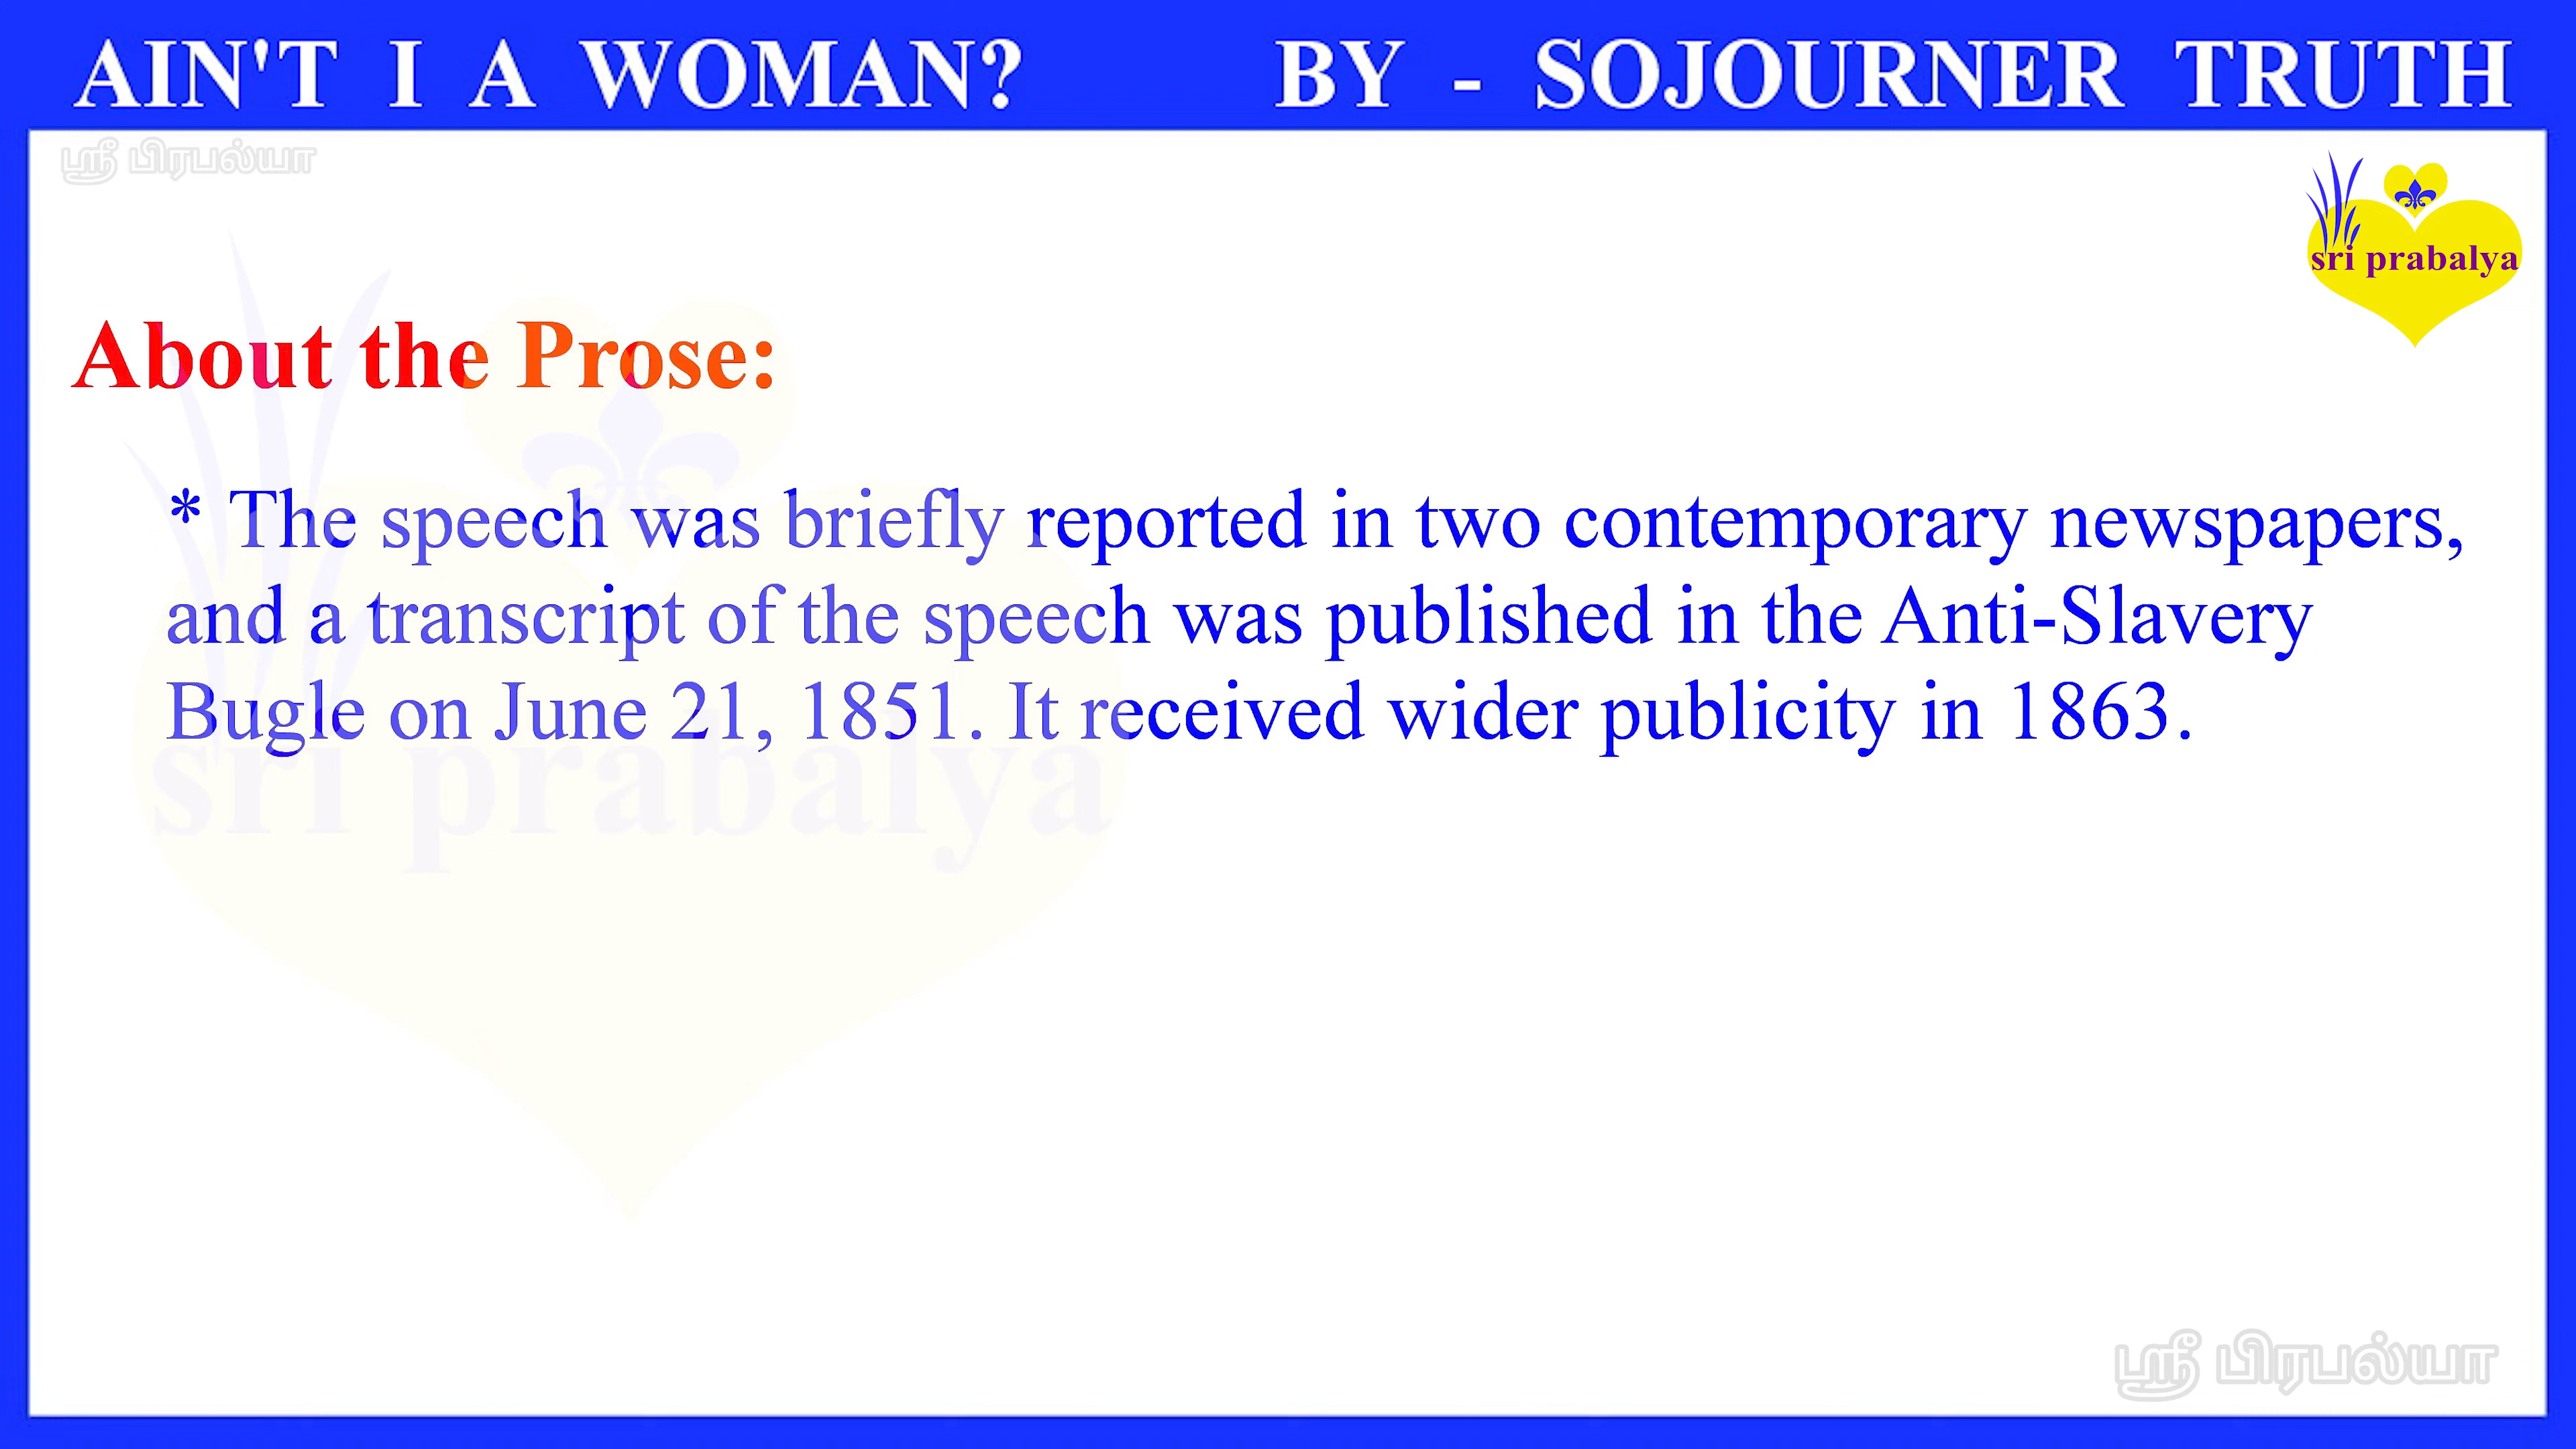 AIN'T I A WOMAN? BY - SOJOURNER TRUTH
ஸ்ரீ பிரபல்யா
sri prabalya
About the Prose:
* The speech was briefly reported in two contemporary newspapers,
and a transcript of the speech was published in the Anti-Slavery
Bugle on June 21, 1851. It received wider publicity in 1863.
sri prabalya
ஸ்ரீ பிரபல்யா